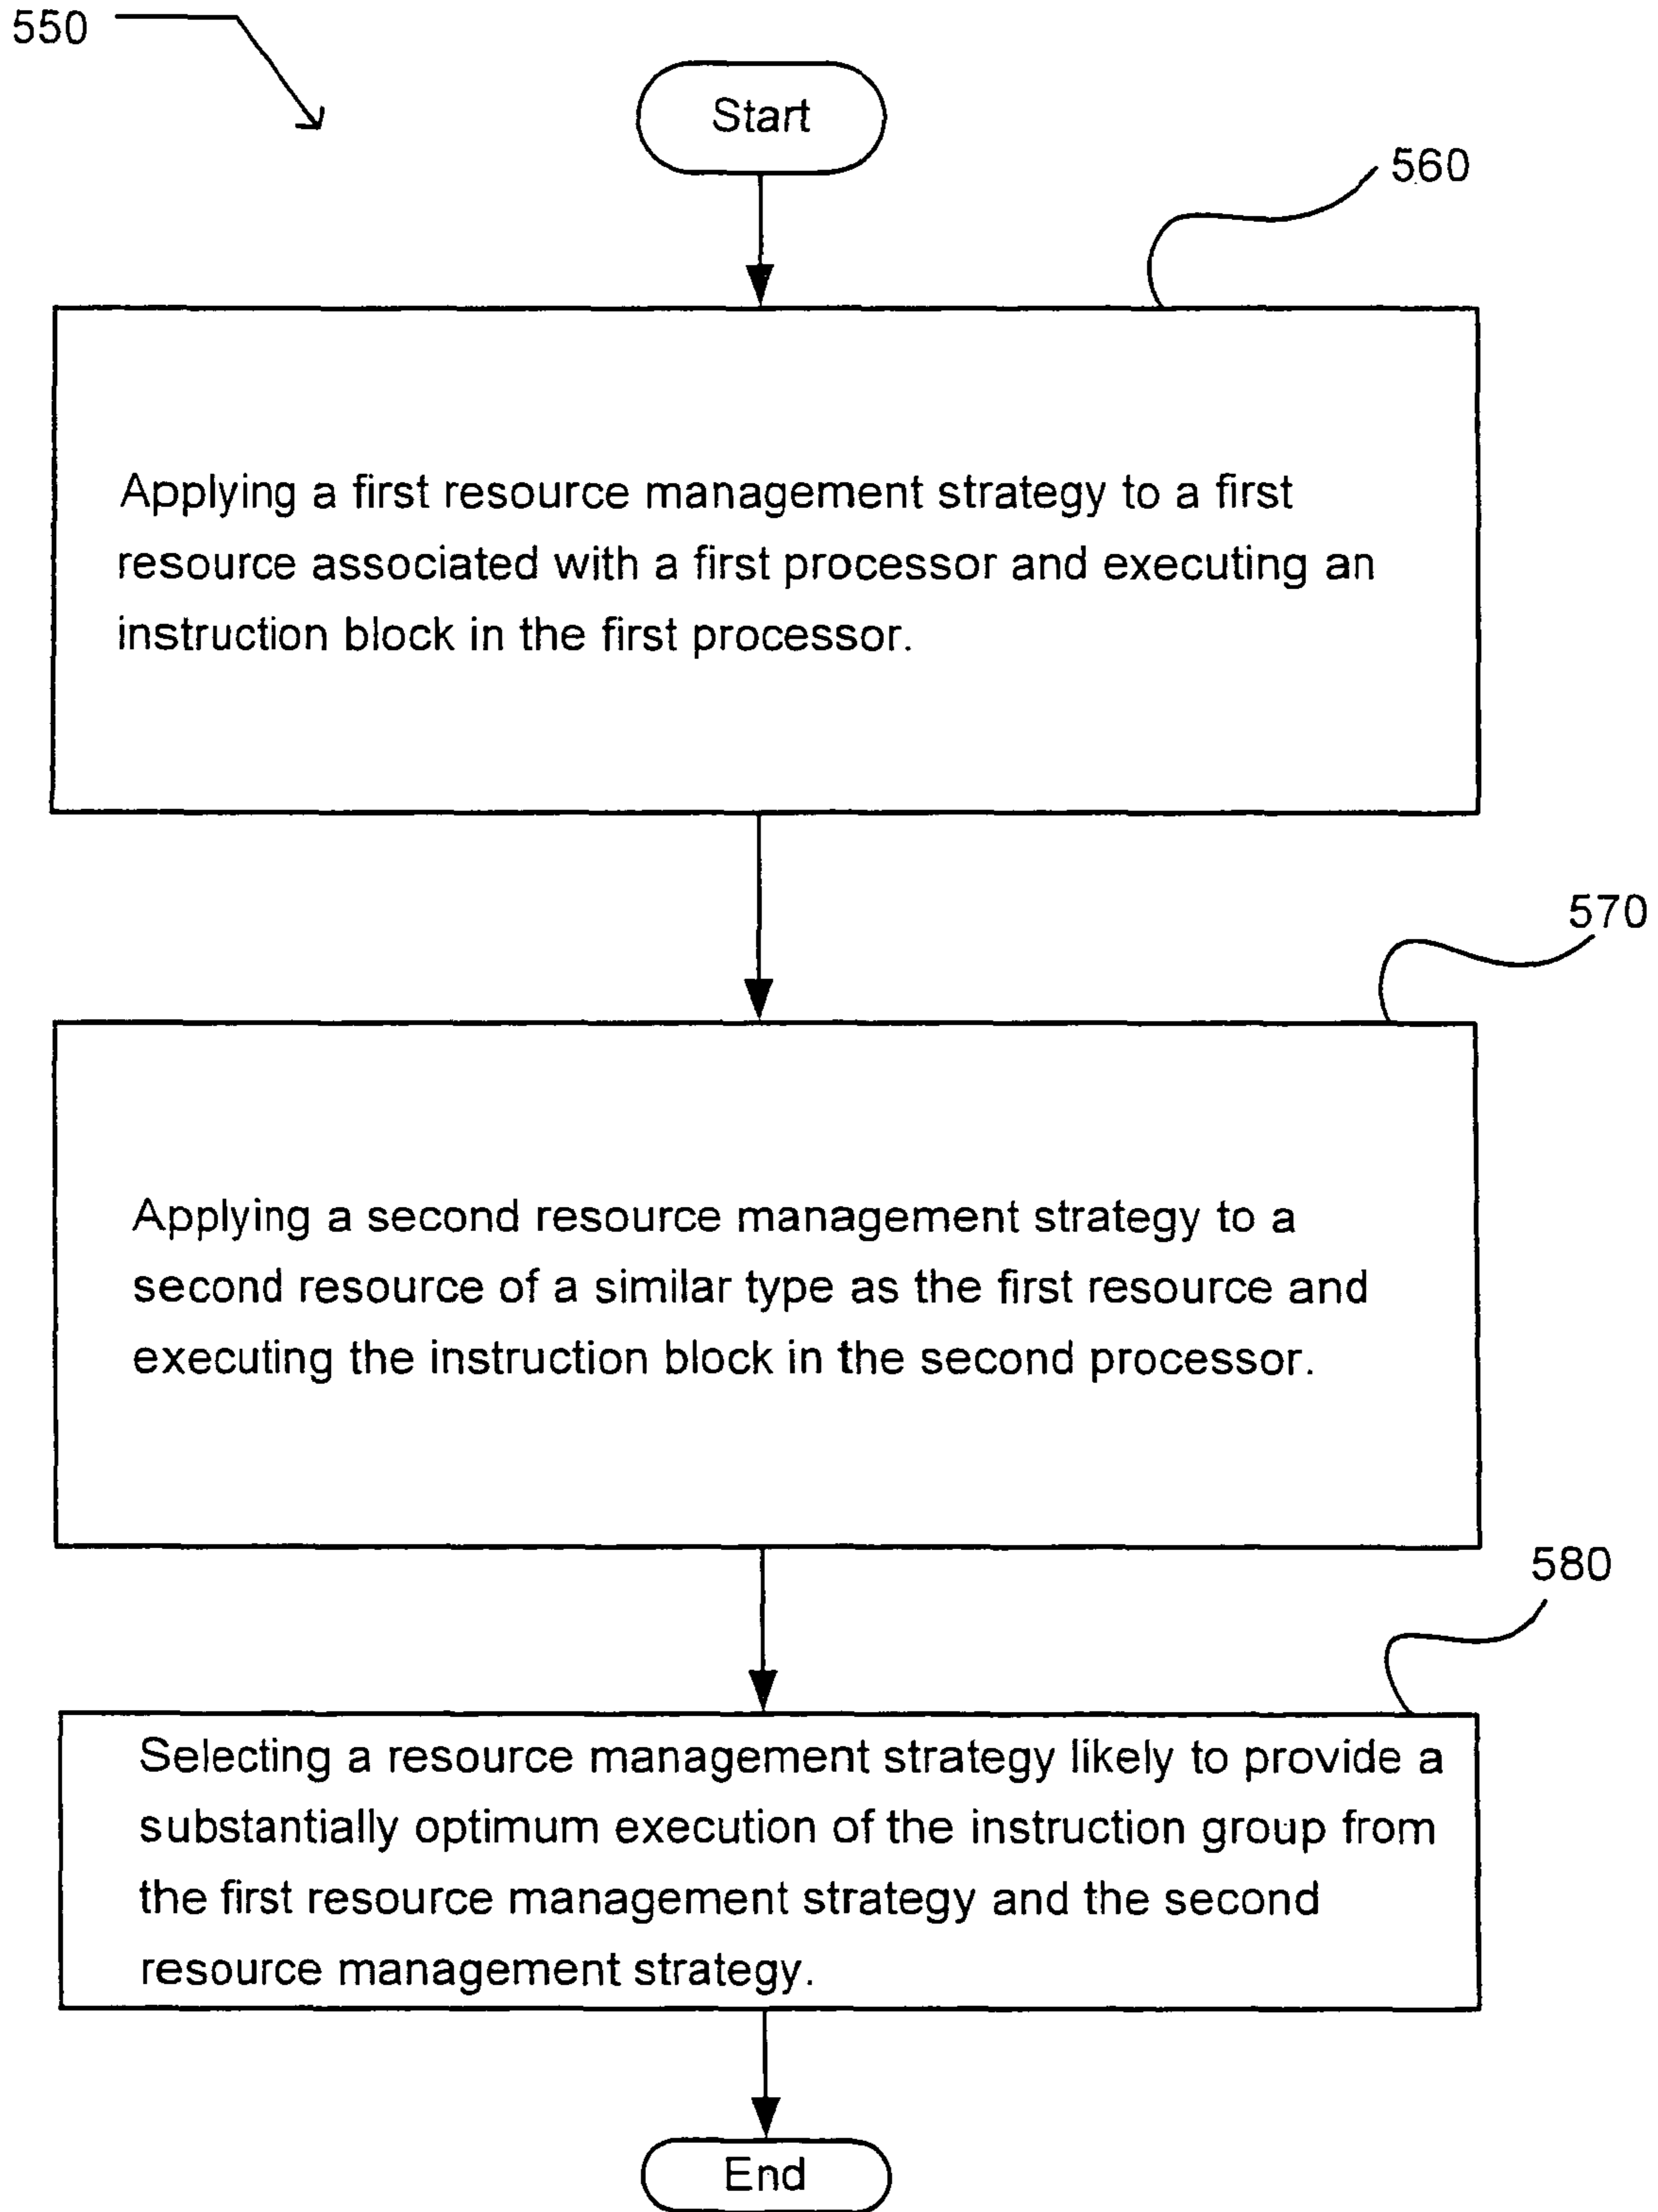 550
Start
560
Applying a first resource management strategy to a first
resource associated with a first processor and executing an
instruction block in the first processor.
570
Applying a second resource management strategy to a
second resource of a similar type as the first resource and
executing the instruction block in the second processor.
580
Selecting a resource management strategy likely to provide a
substantially optimum execution of the instruction group from
the first resource management strategy and the second
resource management strategy.
End